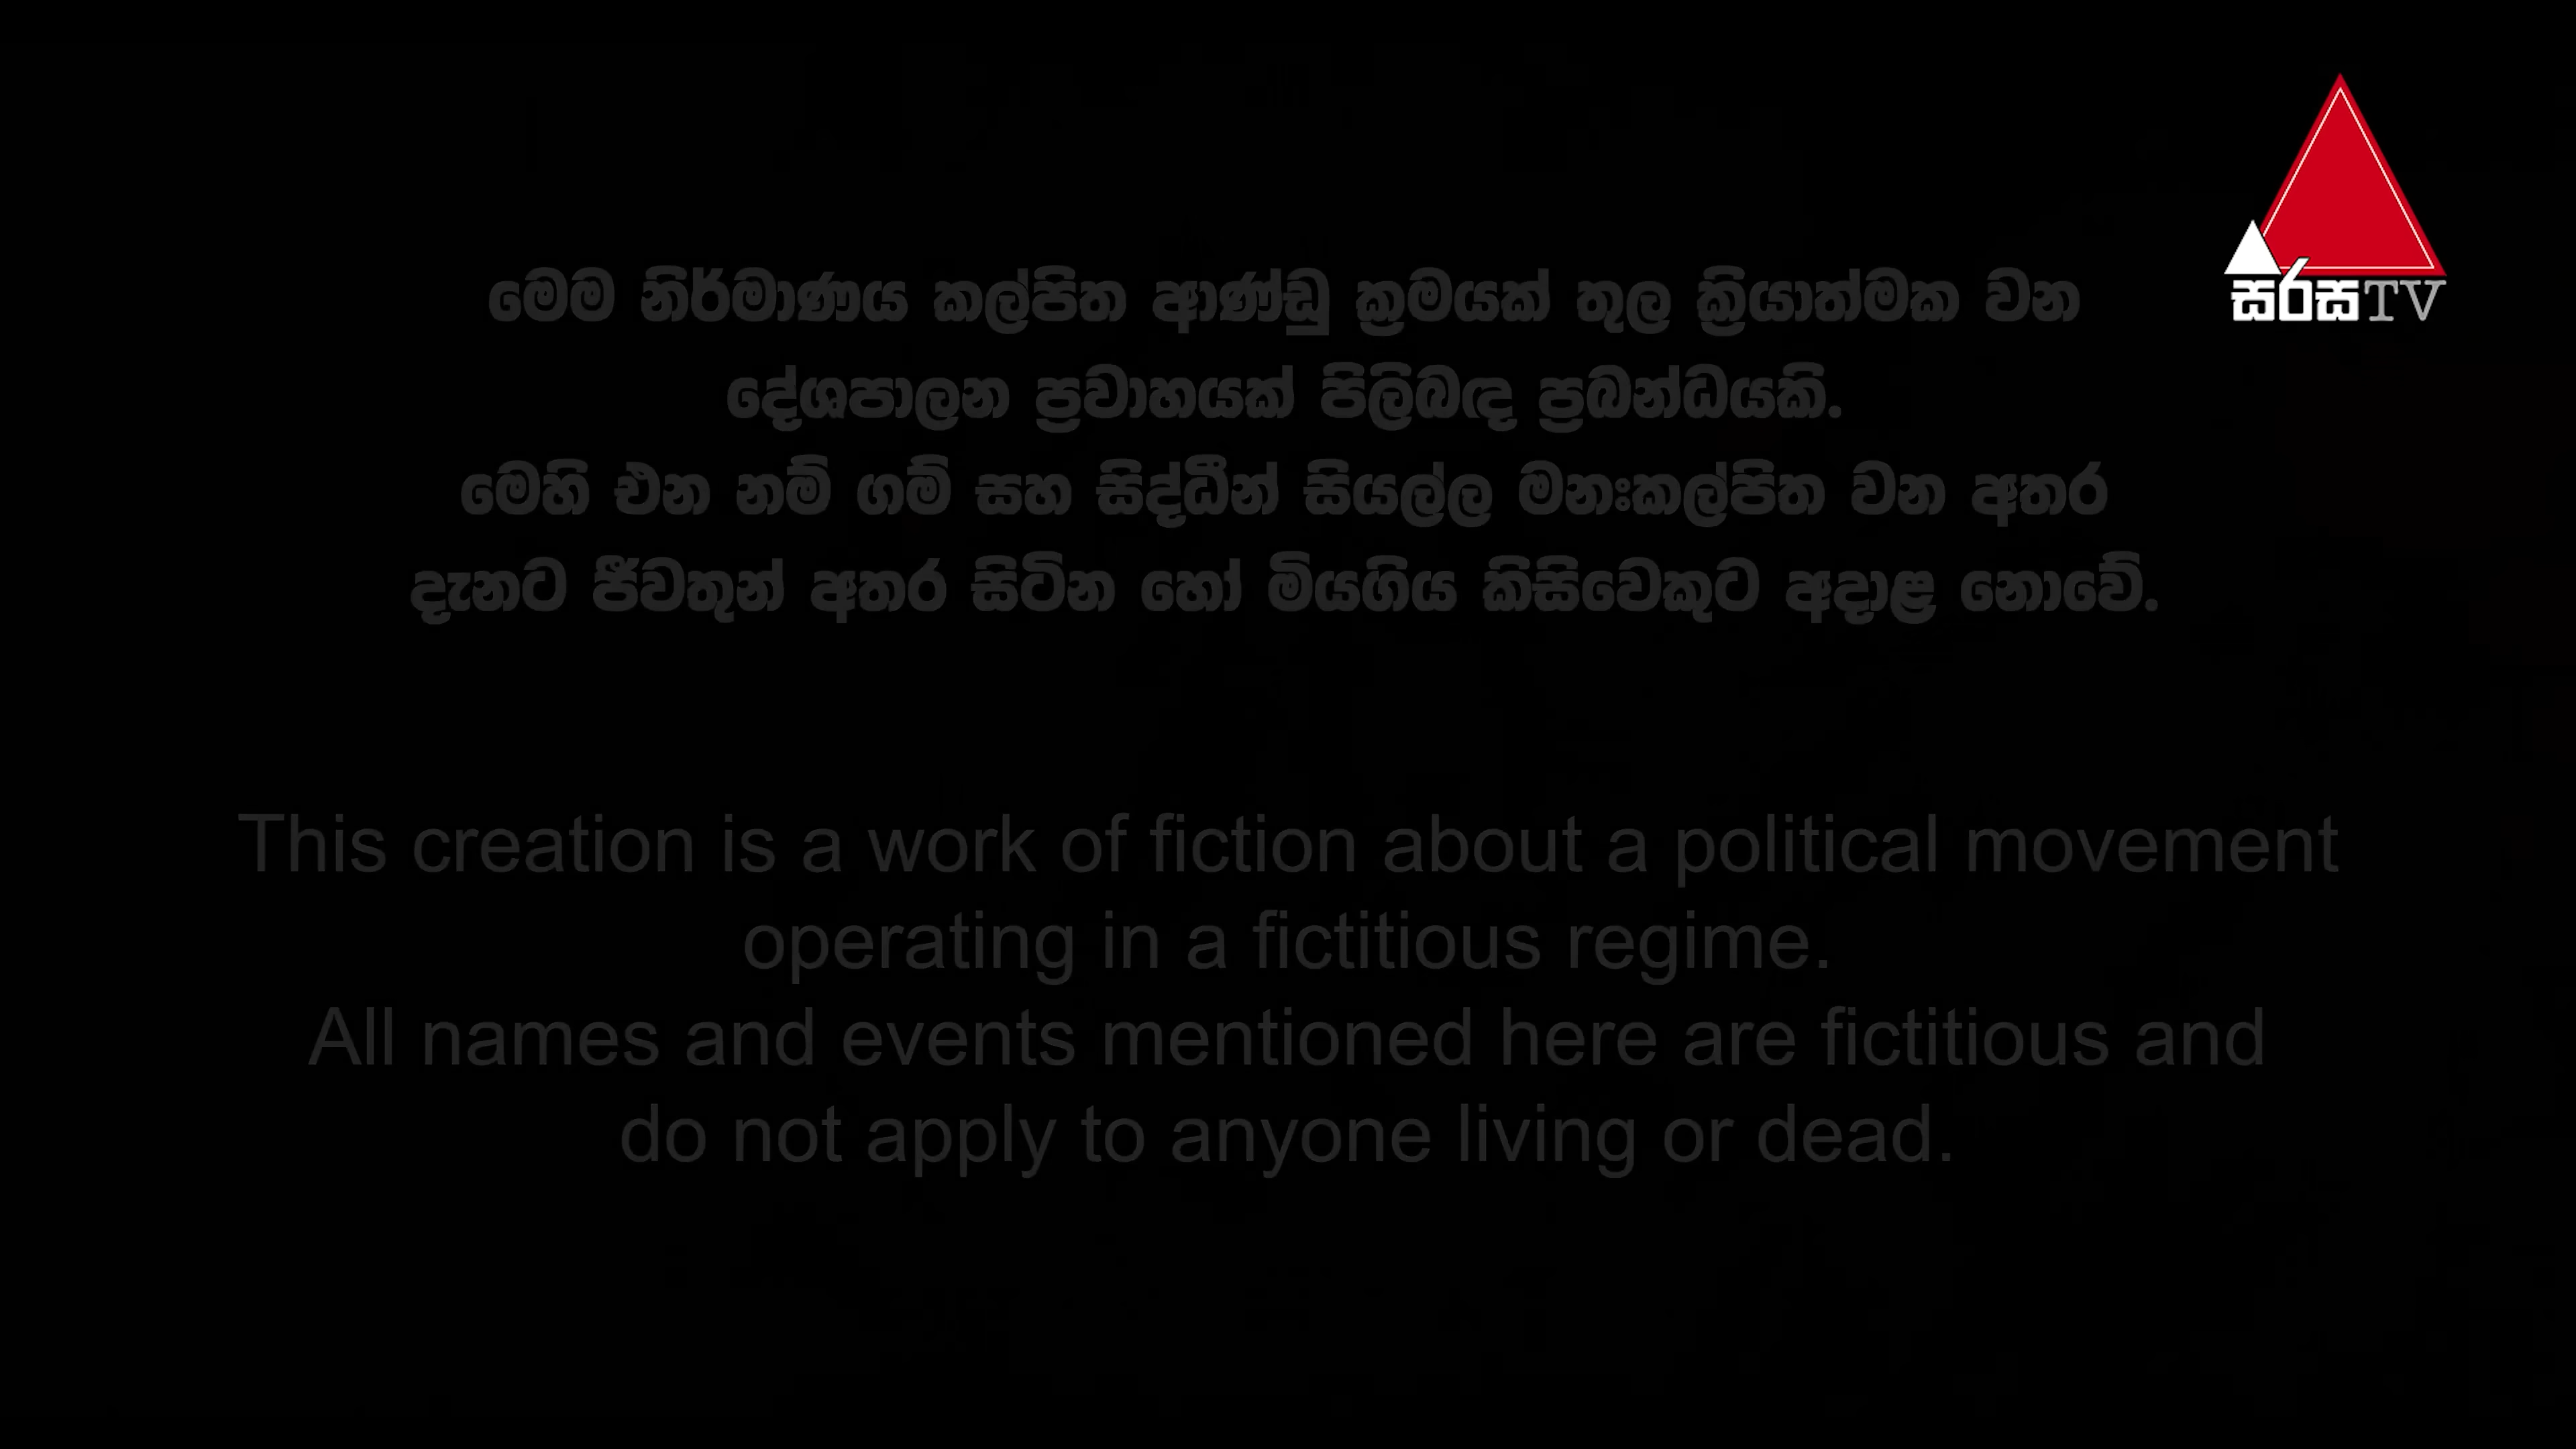 සිරසTV
මෙම නිර්මාණය කල්පිත ආණ්ඩු ක්‍රමයක් තුල ක්‍රියාත්මක වන
දේශපාලන ප්‍රවාහයක් පිලිබඳ ප්‍රබන්ධයකි.
මෙහි එන නම් ගම් සහ සිද්ධීන් සියල්ල මනඃකල්පිත වන අතර
දැනට ජීවතුන් අතර සිටින හෝ මියගිය කිසිවෙකුට අදාළ නොවේ.
This creation is a work of fiction about a political movement
operating in a fictitious regime.
All names and events mentioned here are fictitious and
do not apply to anyone living or dead.